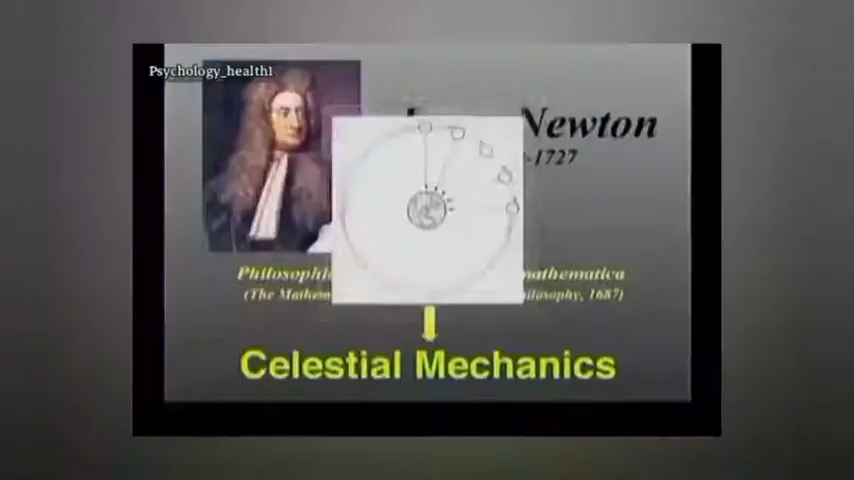 Psychology_health1
Newton
-1727
Philosophi
mathematica
(The Mathem
ilosophy, 1687)
Celestial Mechanics